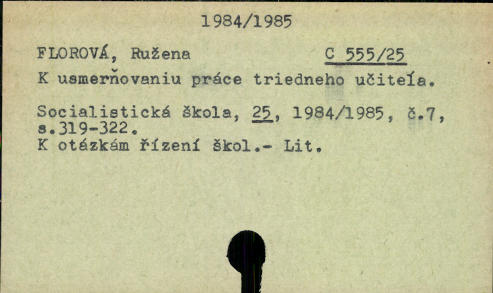 1984/1985
FLOROVÁ, Ružena C 555/25
K usmerňovaniu práce triedneho učiteľa.
Socialistická škola, 25, 1984/1985, č.7,
s.319-322.
K otázkám řízení škol.- Lit.